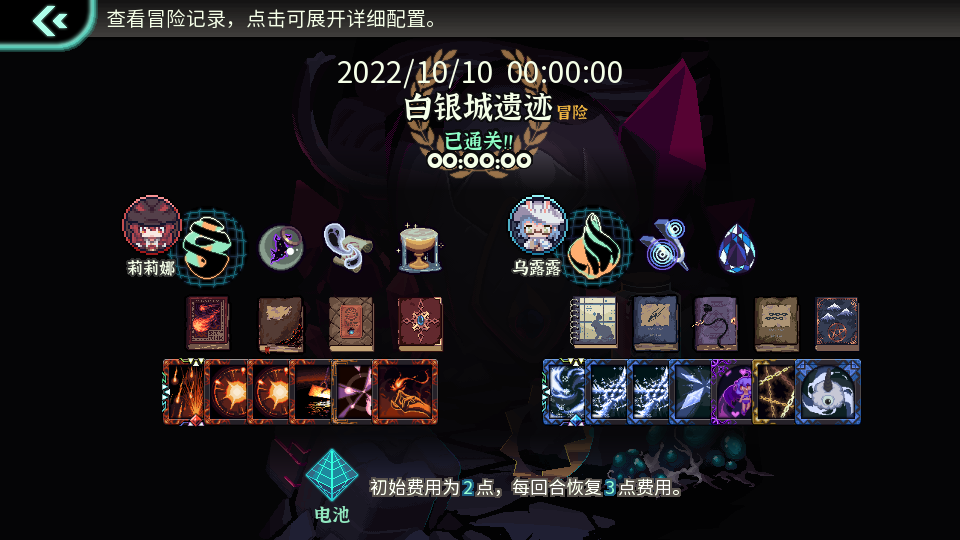 查看冒险记录，点击可展开详细配置。
2022/10/10 00:00:00
白银城遗迹 冒险
已通关!!
00:00:00
莉莉娜
乌露露
初始费用为2点，每回合恢复3点费用。
电池